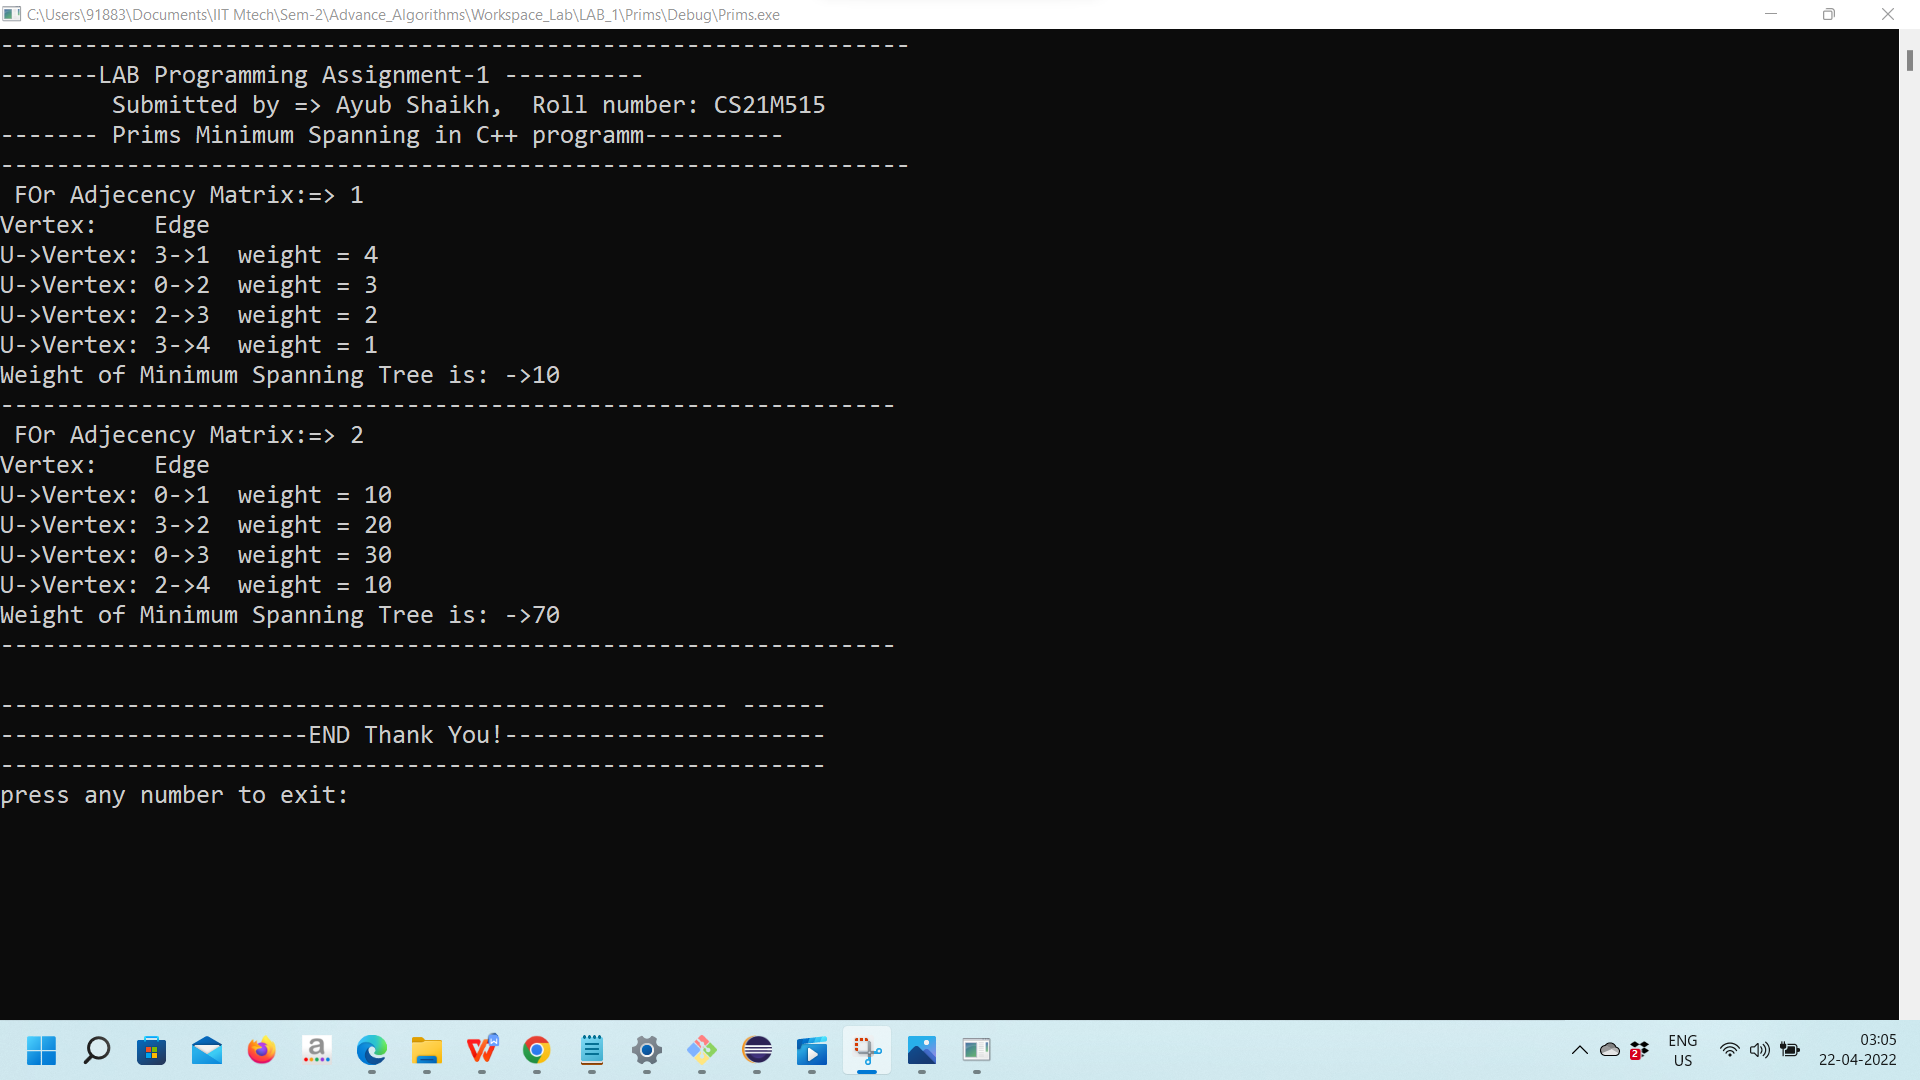 C:\Users\91883\Documents\IIT Mtech\Sem-2\Advance_Algorithms\Workspace_Lab\LAB_1\Prims\Debug\Prims.exe
-----------------------------------------------------------------
-------LAB Programming Assignment-1 ----------
        Submitted by => Ayub Shaikh,  Roll number: CS21M515
------- Prims Minimum Spanning in C++ programm----------
-----------------------------------------------------------------
 FOr Adjecency Matrix:=> 1
Vertex:    Edge
U->Vertex: 3->1  weight = 4
U->Vertex: 0->2  weight = 3
U->Vertex: 2->3  weight = 2
U->Vertex: 3->4  weight = 1
Weight of Minimum Spanning Tree is: ->10
----------------------------------------------------------------
 FOr Adjecency Matrix:=> 2
Vertex:    Edge
U->Vertex: 0->1  weight = 10
U->Vertex: 3->2  weight = 20
U->Vertex: 0->3  weight = 30
U->Vertex: 2->4  weight = 10
Weight of Minimum Spanning Tree is: ->70
----------------------------------------------------------------
---------------------------------------------------- ------
----------------------END Thank You!-----------------------
-----------------------------------------------------------
press any number to exit:
a
W
W
2
ENG
US
03:05
22-04-2022